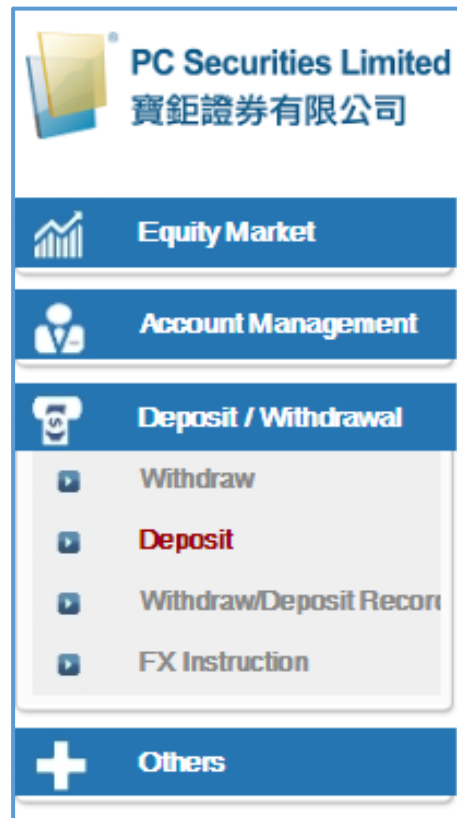 PC Securities Limited
寶鉅證券有限公司
Equity Market
Account Management
Deposit / Withdrawal
Withdraw
Deposit
Withdraw/Deposit Recor
FX Instruction
Others